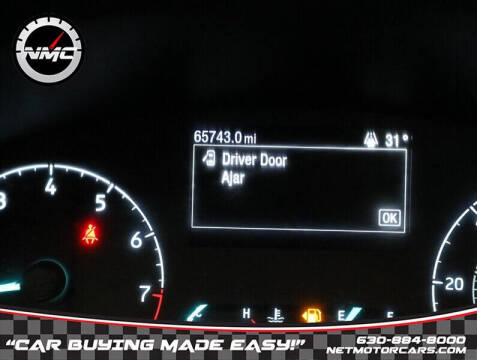 NMC
65743.0 mi
31°
Driver Door
Ajar
OK
3 4 5 6 7
20
H
E
"CAR BUYING MADE EASY!"
630-884-8000
NETMOTORCARS.COM